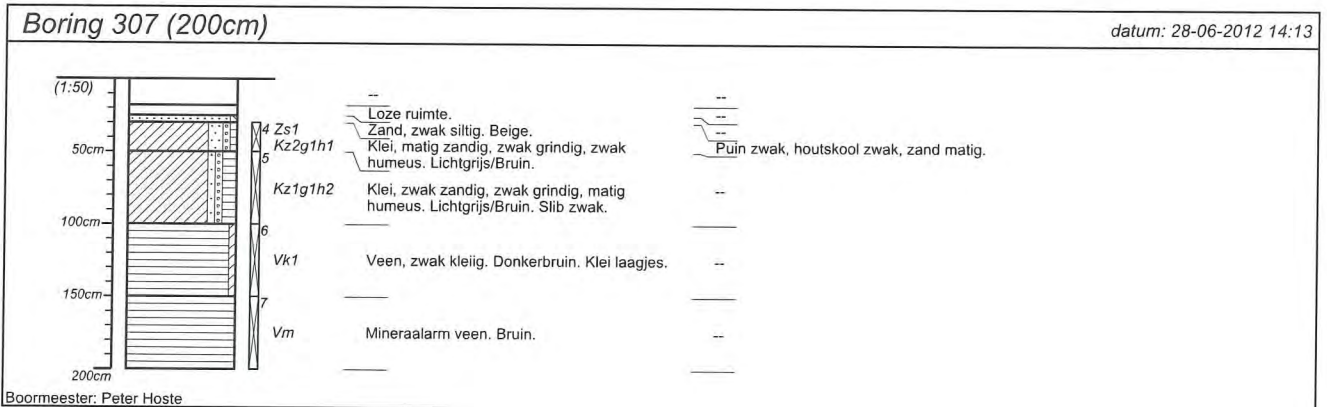 Boring 307 (200cm)
datum: 28-06-2012 14:13
(1:50)
--
--
Loze ruimte.
--
4 Zs1
Zand, zwak siltig. Beige.
--
50cm
Kz2g1h1
Klei, matig zandig, zwak grindig, zwak
humeus. Lichtgrijs/Bruin.
Puin zwak, houtskool zwak, zand matig.
5
Kz1g1h2
Klei, zwak zandig, zwak grindig, matig
humeus. Lichtgrijs/Bruin. Slib zwak.
--
100cm
6
Vk1
Veen, zwak kleiig. Donkerbruin. Klei laagjes.
--
150cm
7
Vm
Mineraalarm veen. Bruin.
--
200cm
Boormeester: Peter Hoste